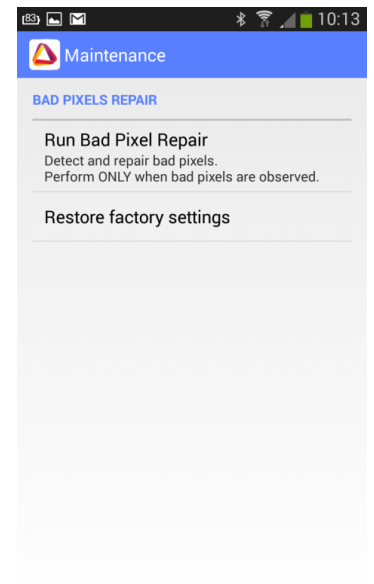 (83) 10:13
Maintenance
BAD PIXELS REPAIR
Run Bad Pixel Repair
Detect and repair bad pixels.
Perform ONLY when bad pixels are observed.
Restore factory settings